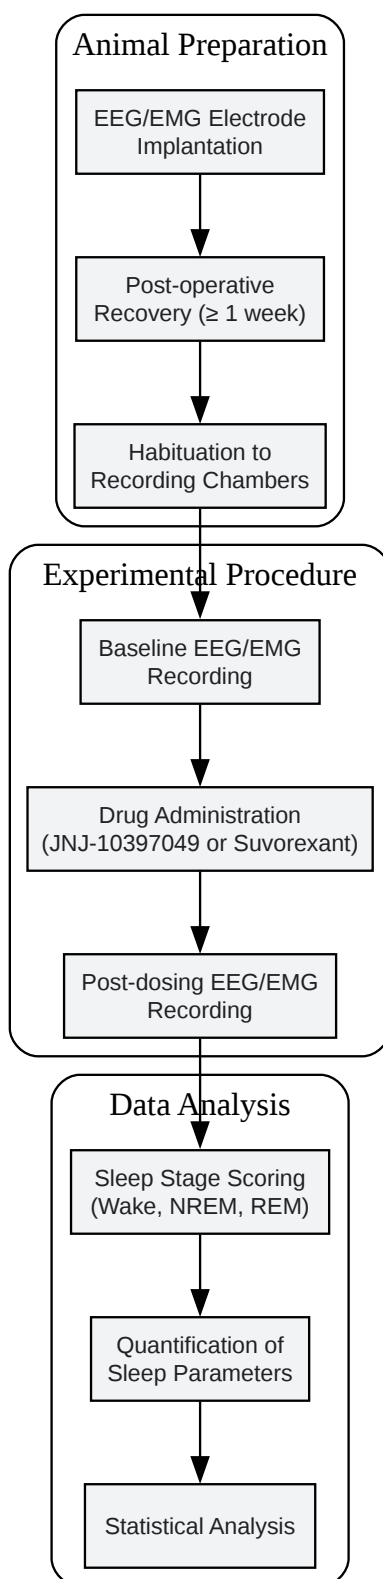 Animal Preparation
EEG/EMG Electrode
Implantation
Post-operative
Recovery (≥ 1 week)
Habituation to
Recording Chambers
Experimental Procedure
Baseline EEG/EMG
Recording
Drug Administration
(JNJ-10397049 or Suvorexant)
Post-dosing EEG/EMG
Recording
Data Analysis
Sleep Stage Scoring
(Wake, NREM, REM)
Quantification of
Sleep Parameters
Statistical Analysis